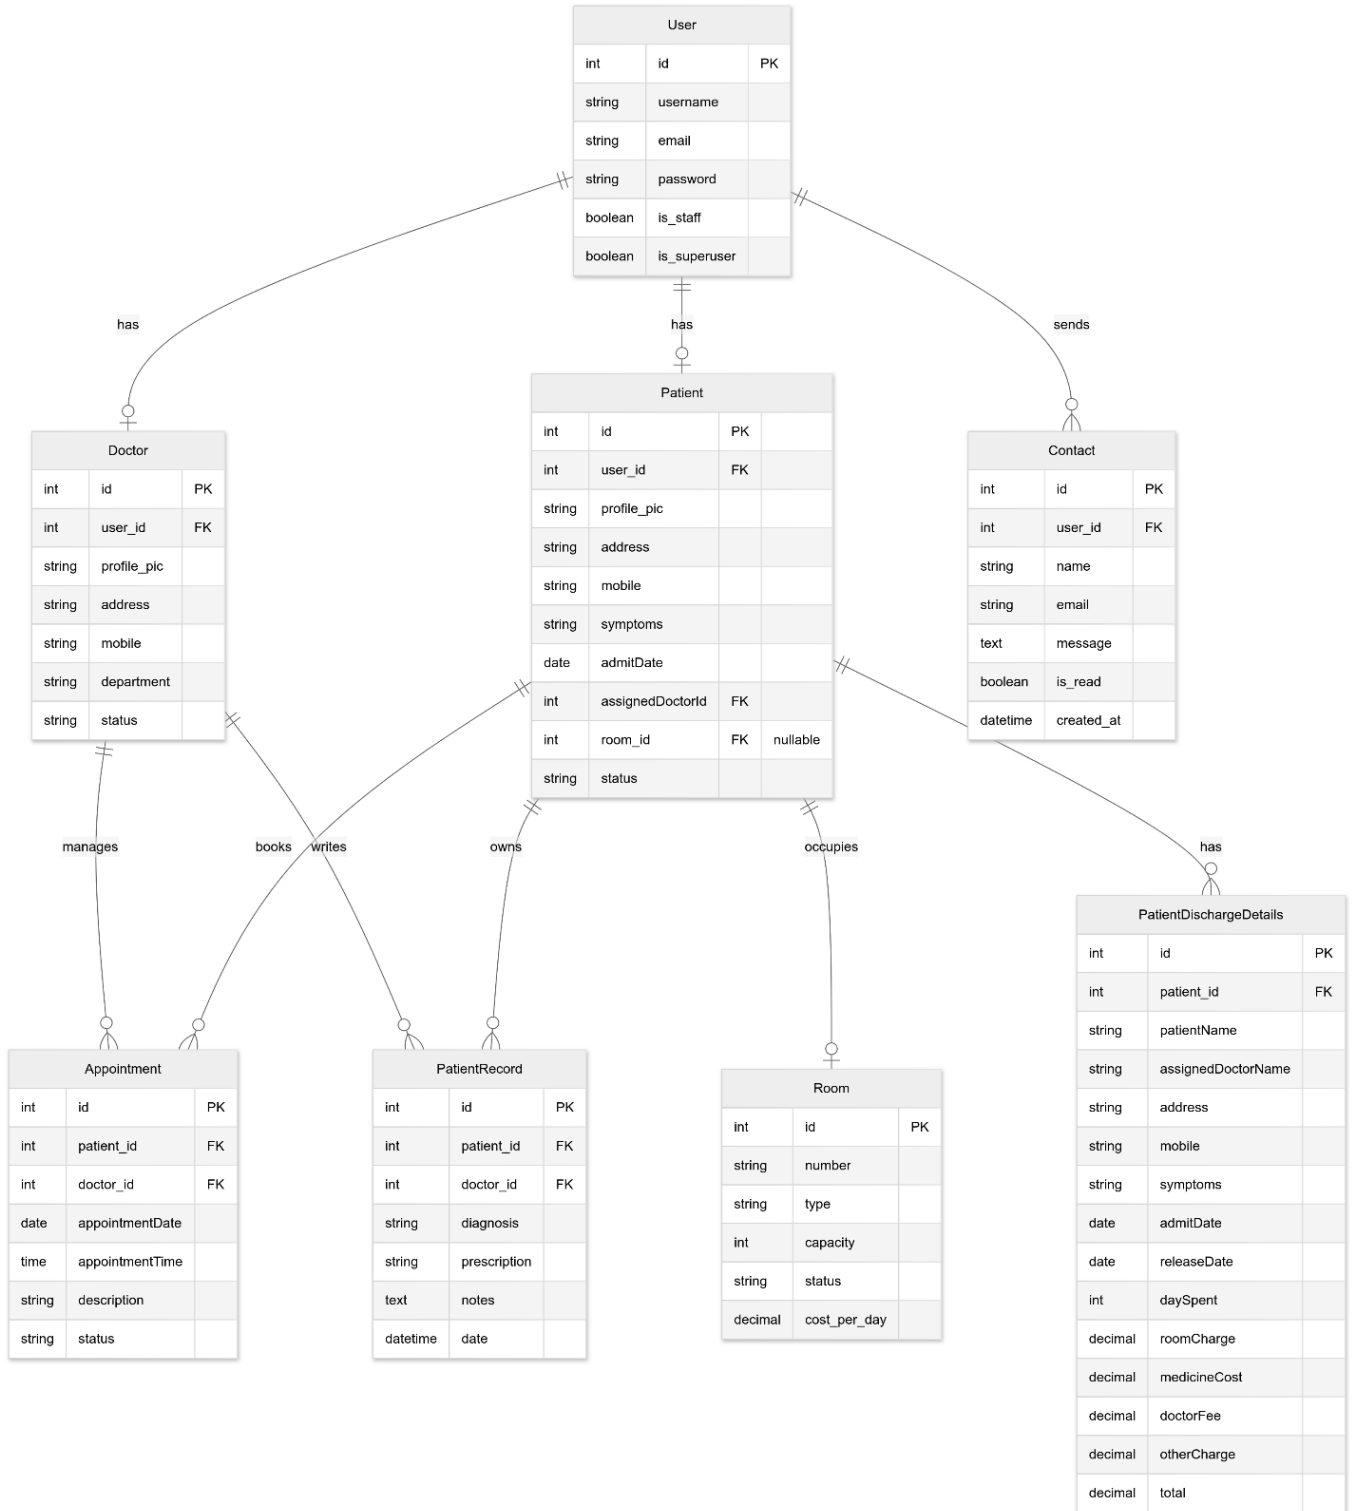 User
int id PK
string username
string email
string password
boolean is_staff
boolean is_superuser
has
has
sends
Doctor
int id PK
int user_id FK
string profile_pic
string address
string mobile
string department
string status
Patient
int id PK
int user_id FK
string profile_pic
string address
string mobile
string symptoms
date admitDate
int assignedDoctorId FK
int room_id FK nullable
string status
Contact
int id PK
int user_id FK
string name
string email
text message
boolean is_read
datetime created_at
manages
books
writes
owns
occupies
has
Appointment
int id PK
int patient_id FK
int doctor_id FK
date appointmentDate
time appointmentTime
string description
string status
PatientRecord
int id PK
int patient_id FK
int doctor_id FK
string diagnosis
string prescription
text notes
datetime date
Room
int id PK
string number
string type
int capacity
string status
decimal cost_per_day
PatientDischargeDetails
int id PK
int patient_id FK
string patientName
string assignedDoctorName
string address
string mobile
string symptoms
date admitDate
date releaseDate
int daySpent
decimal roomCharge
decimal medicineCost
decimal doctorFee
decimal otherCharge
decimal total